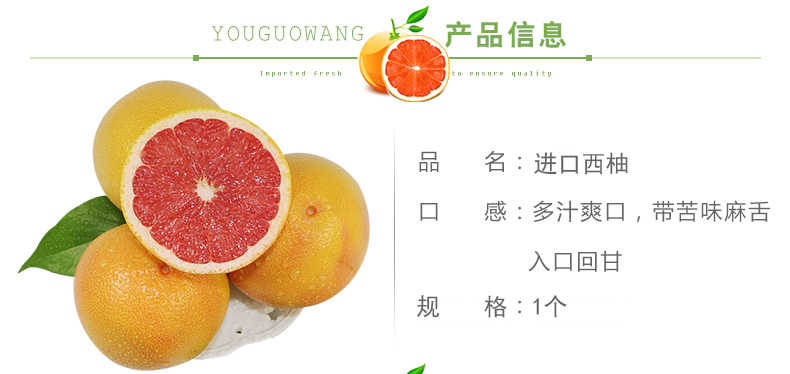 YOUGUOWANG 产品信息
Imported fresh to ensure quality
品 名：进口西柚
口 感：多汁爽口，带苦味麻舌
入口回甘
规 格：1个